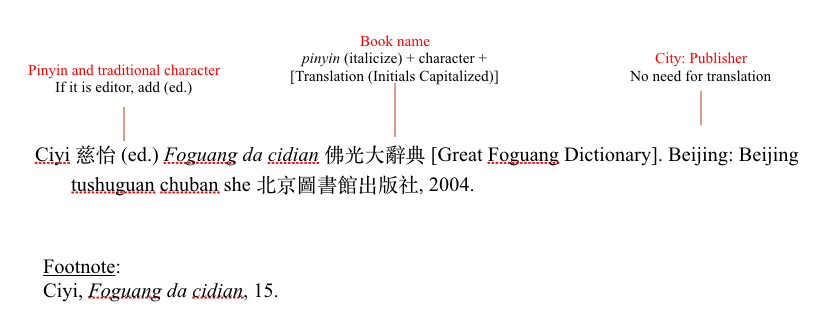 Book name
Pinyin and traditional character
pinyin (italicize) + character +
City: Publisher
If it is editor, add (ed.)
[Translation (Initials Capitalized)]
No need for translation
Ciyi 慈怡 (ed.) Foguang da cidian 佛光大辭典 [Great Foguang Dictionary]. Beijing: Beijing
tushuguan chuban she 北京圖書館出版社, 2004.
Footnote:
Ciyi, Foguang da cidian, 15.